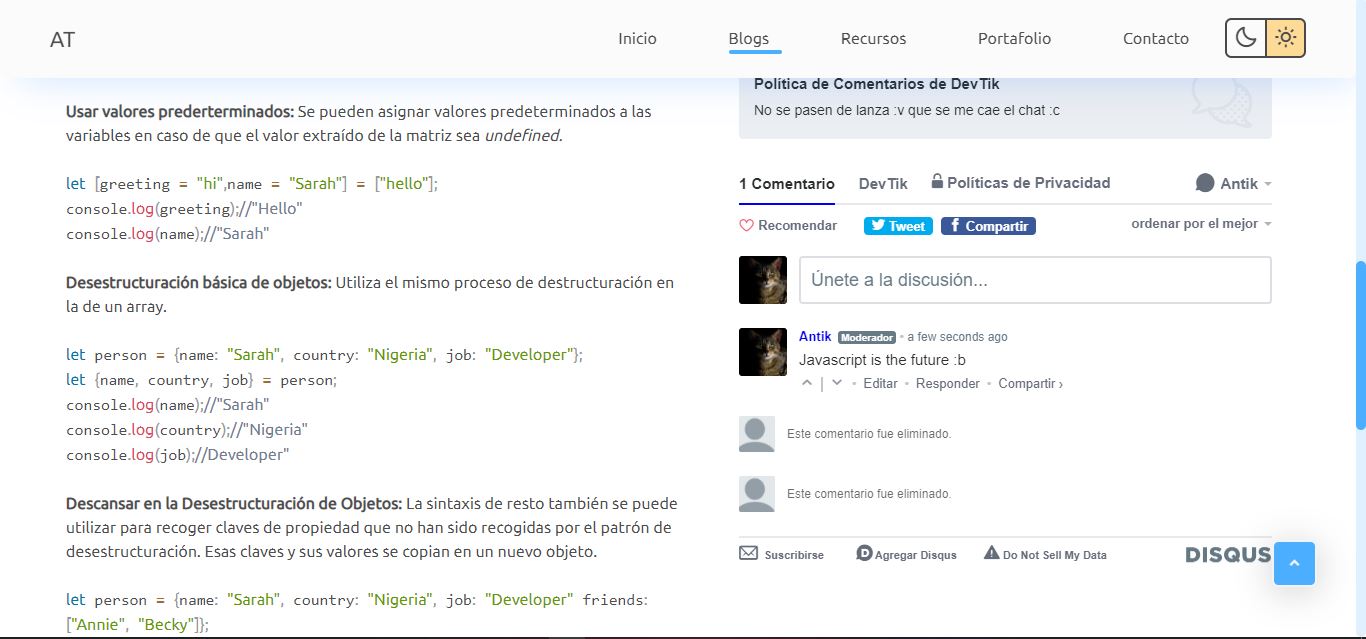 AT
Inicio
Blogs
Recursos
Portafolio
Contacto
Usar valores prederterminados: Se pueden asignar valores predeterminados a las
variables en caso de que el valor extraído de la matriz sea undefined.
let [greeting = "hi",name = "Sarah"] = ["hello"];
console.log(greeting);//"Hello"
console.log(name);//"Sarah"
Desestructuración básica de objetos: Utiliza el mismo proceso de destructuración en
la de un array.
let person = {name: "Sarah", country: "Nigeria", job: "Developer"};
let {name, country, job} = person;
console.log(name);//"Sarah"
console.log(country);//"Nigeria"
console.log(job);//Developer"
Descansar en la Desestructuración de Objetos: La sintaxis de resto también se puede
utilizar para recoger claves de propiedad que no han sido recogidas por el patrón de
desestructuración. Esas claves y sus valores se copian en un nuevo objeto.
let person = {name: "Sarah", country: "Nigeria", job: "Developer" friends:
["Annie", "Becky"]};
Política de Comentarios de DevTik
No se pasen de lanza :v que se me cae el chat :c
1 Comentario
DevTik
Políticas de Privacidad
Antik
Recomendar
Tweet
Compartir
ordenar por el mejor
Únete a la discusión...
Antik Moderador • a few seconds ago
Javascript is the future :b
| • Editar • Responder • Compartir ›
Este comentario fue eliminado.
Este comentario fue eliminado.
Suscribirse
D Agregar Disqus
Do Not Sell My Data
DISQUS